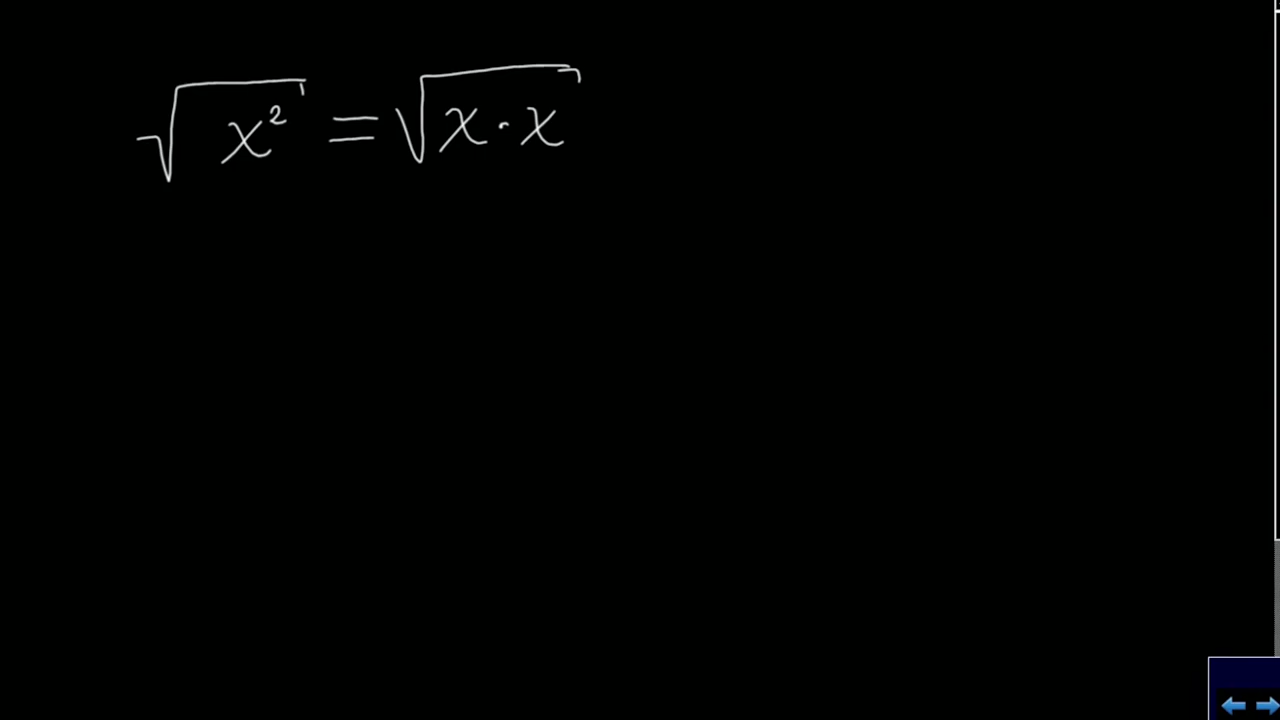 √x² = √x·x